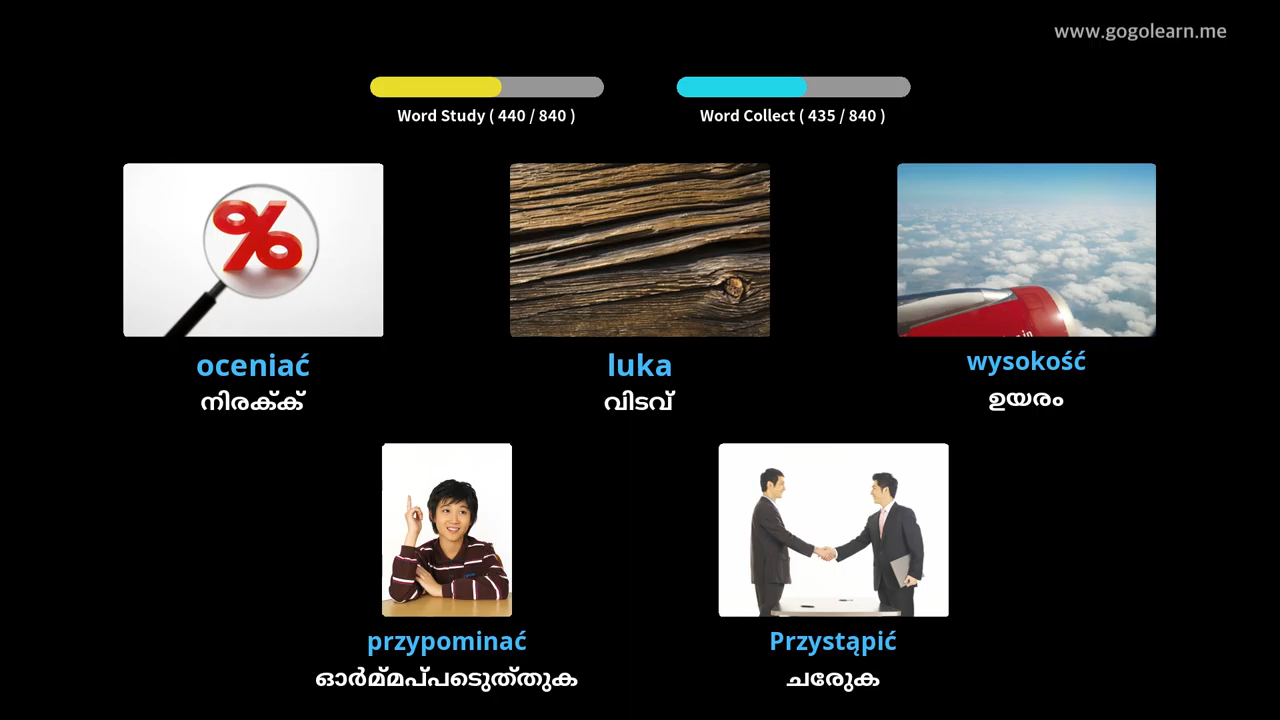 www.gogolearn.me
Word Study ( 440 / 840 )
Word Collect ( 435 / 840 )
oceniać
നിരക്ക്
luka
വിടവ്
wysokość
ഉയരം
przypominać
ഓർമ്മപ്പടെുത്തുക
Przystąpić
ചരേുക